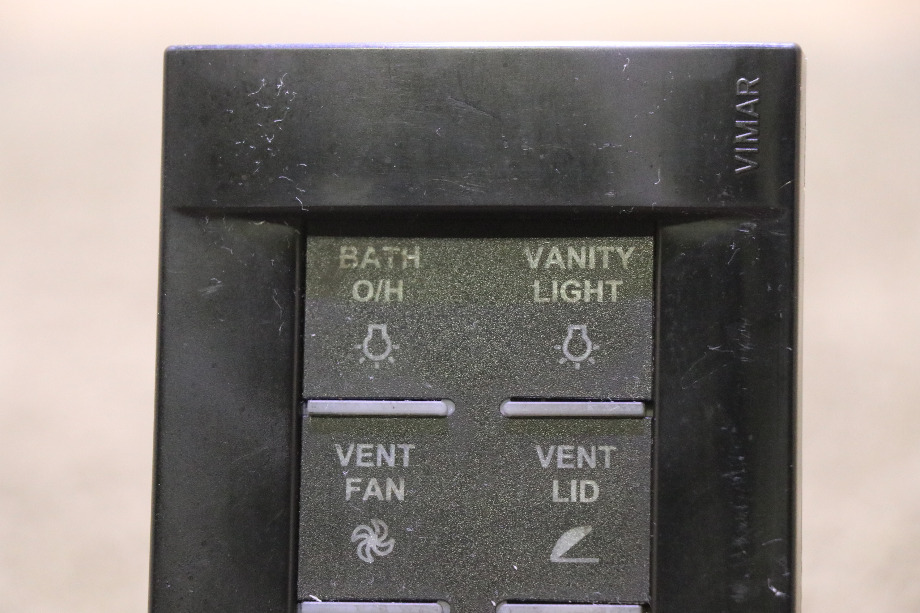 VIMAR
BATH
O/H
VANITY
LIGHT
VENT
FAN
VENT
LID